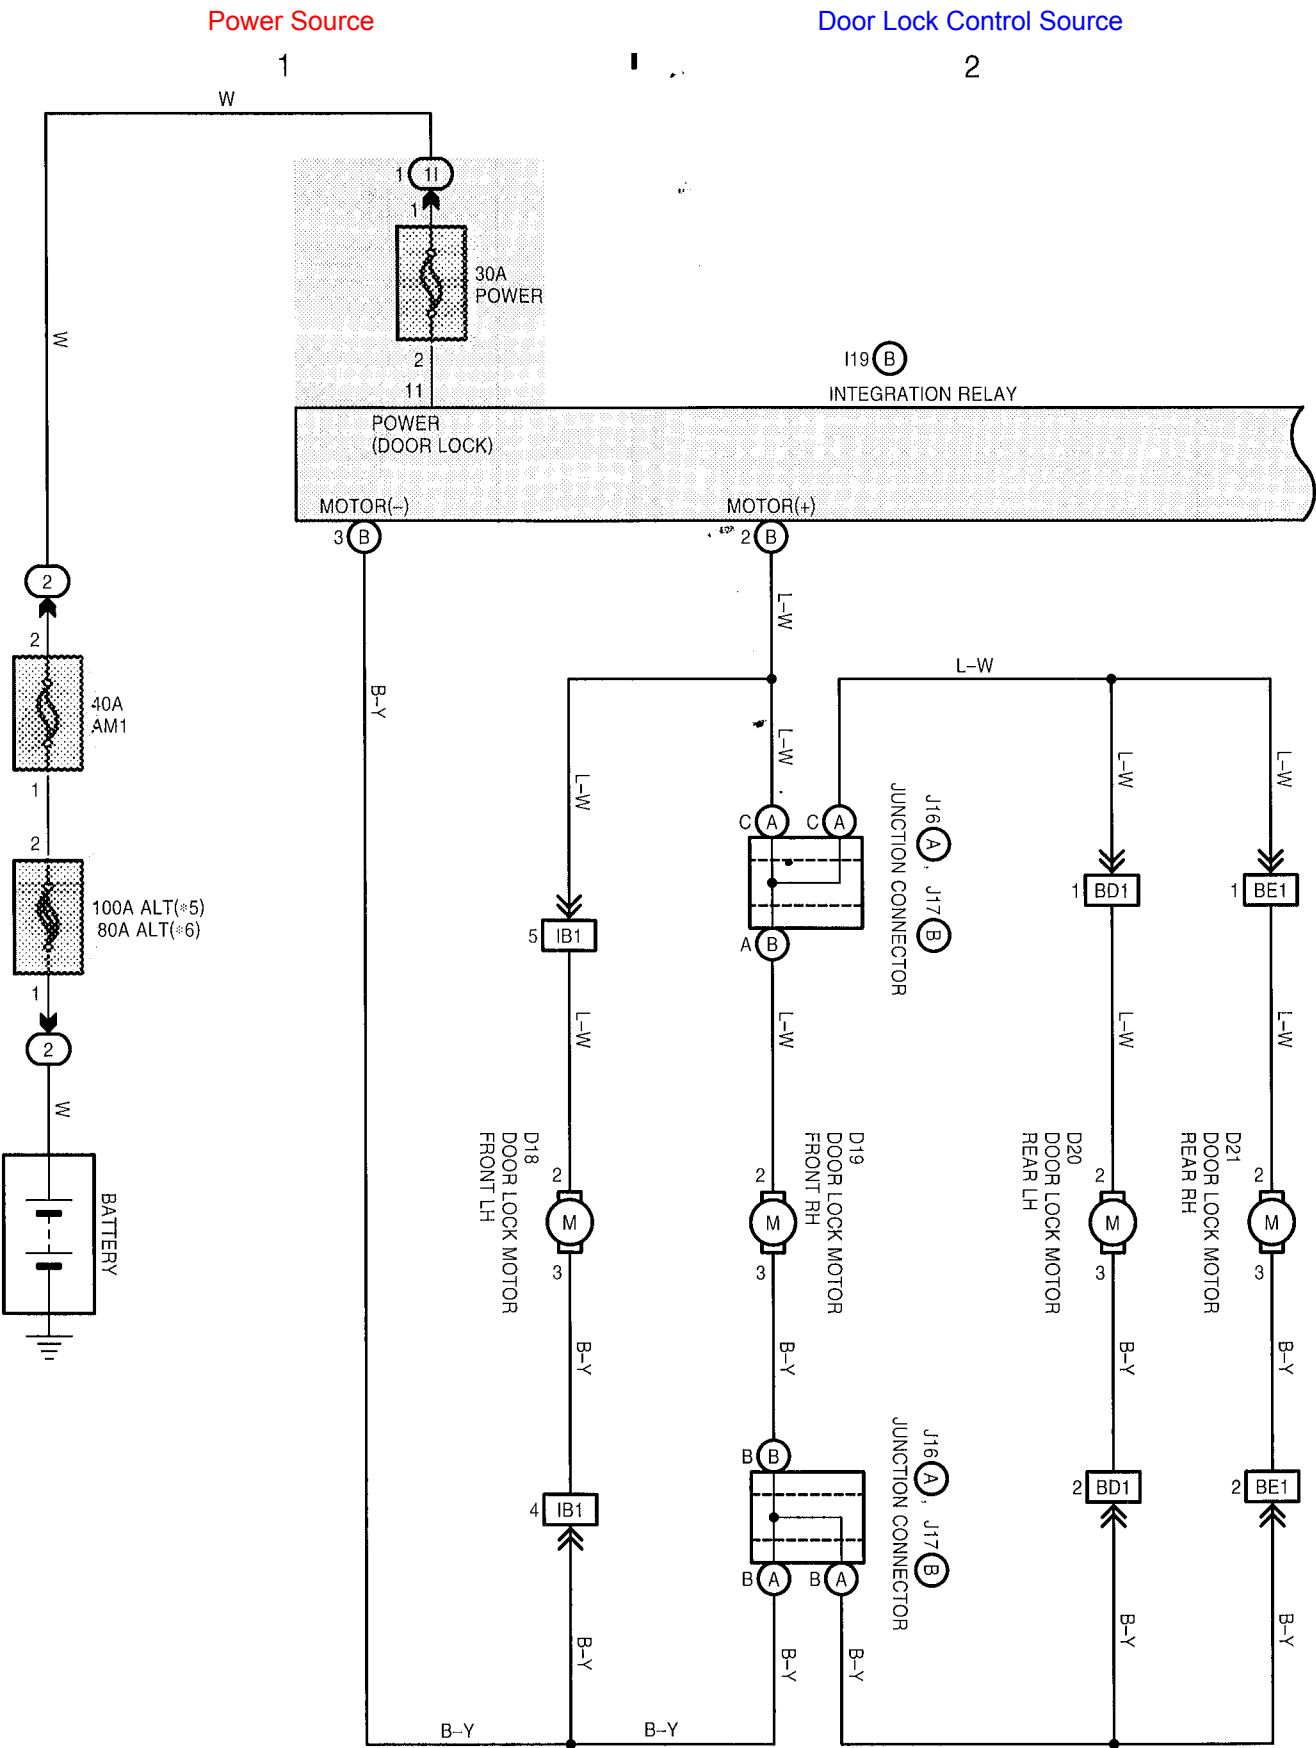 Power Source
Door Lock Control Source
1
2
W
1
1I
1
30A
POWER
W
2
11
I19 B
INTEGRATION RELAY
POWER
(DOOR LOCK)
MOTOR(-)
MOTOR(+)
3 B
2 B
2
2
L-W
L-W
B-Y
40A
AM1
L-W
L-W
L-W
L-W
1
J16 A , J17 B
JUNCTION CONNECTOR
C A
C A
2
1 BD1
1 BE1
100A ALT(*5)
80A ALT(*6)
5 IB1
A B
1
2
L-W
L-W
L-W
L-W
W
D18
DOOR LOCK MOTOR
FRONT LH
D19
DOOR LOCK MOTOR
FRONT RH
D20
DOOR LOCK MOTOR
REAR LH
D21
DOOR LOCK MOTOR
REAR RH
2
2
2
2
BATTERY
M
M
M
M
3
3
3
3
B-Y
B-Y
B-Y
B-Y
J16 A , J17 B
JUNCTION CONNECTOR
B B
2 BD1
2 BE1
4 IB1
B A
B A
B-Y
B-Y
B-Y
B-Y
B-Y
B-Y
B-Y